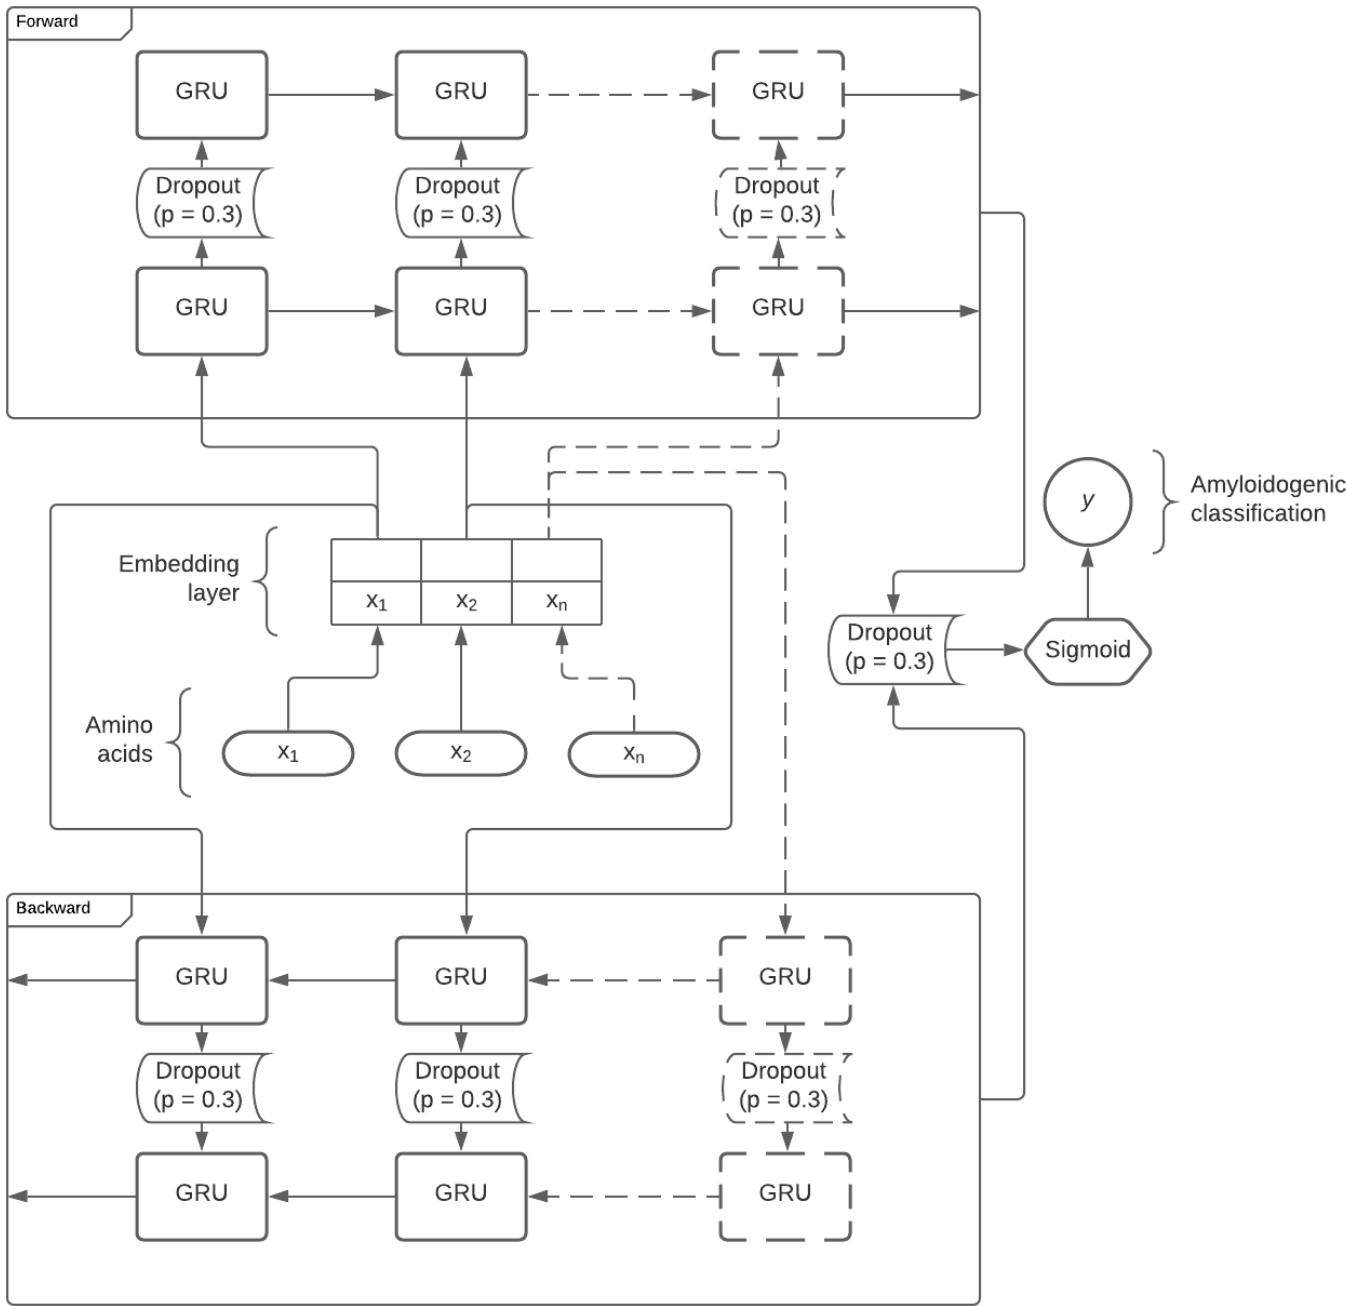 Forward
GRU
GRU
GRU
Dropout
(p = 0.3)
Dropout
(p = 0.3)
Dropout
(p = 0.3)
GRU
GRU
GRU
Embedding
layer
x1
x2
xn
Amino
acids
x1
x2
xn
Dropout
(p = 0.3)
Sigmoid
y
Amyloidogenic
classification
Backward
GRU
GRU
GRU
Dropout
(p = 0.3)
Dropout
(p = 0.3)
Dropout
(p = 0.3)
GRU
GRU
GRU